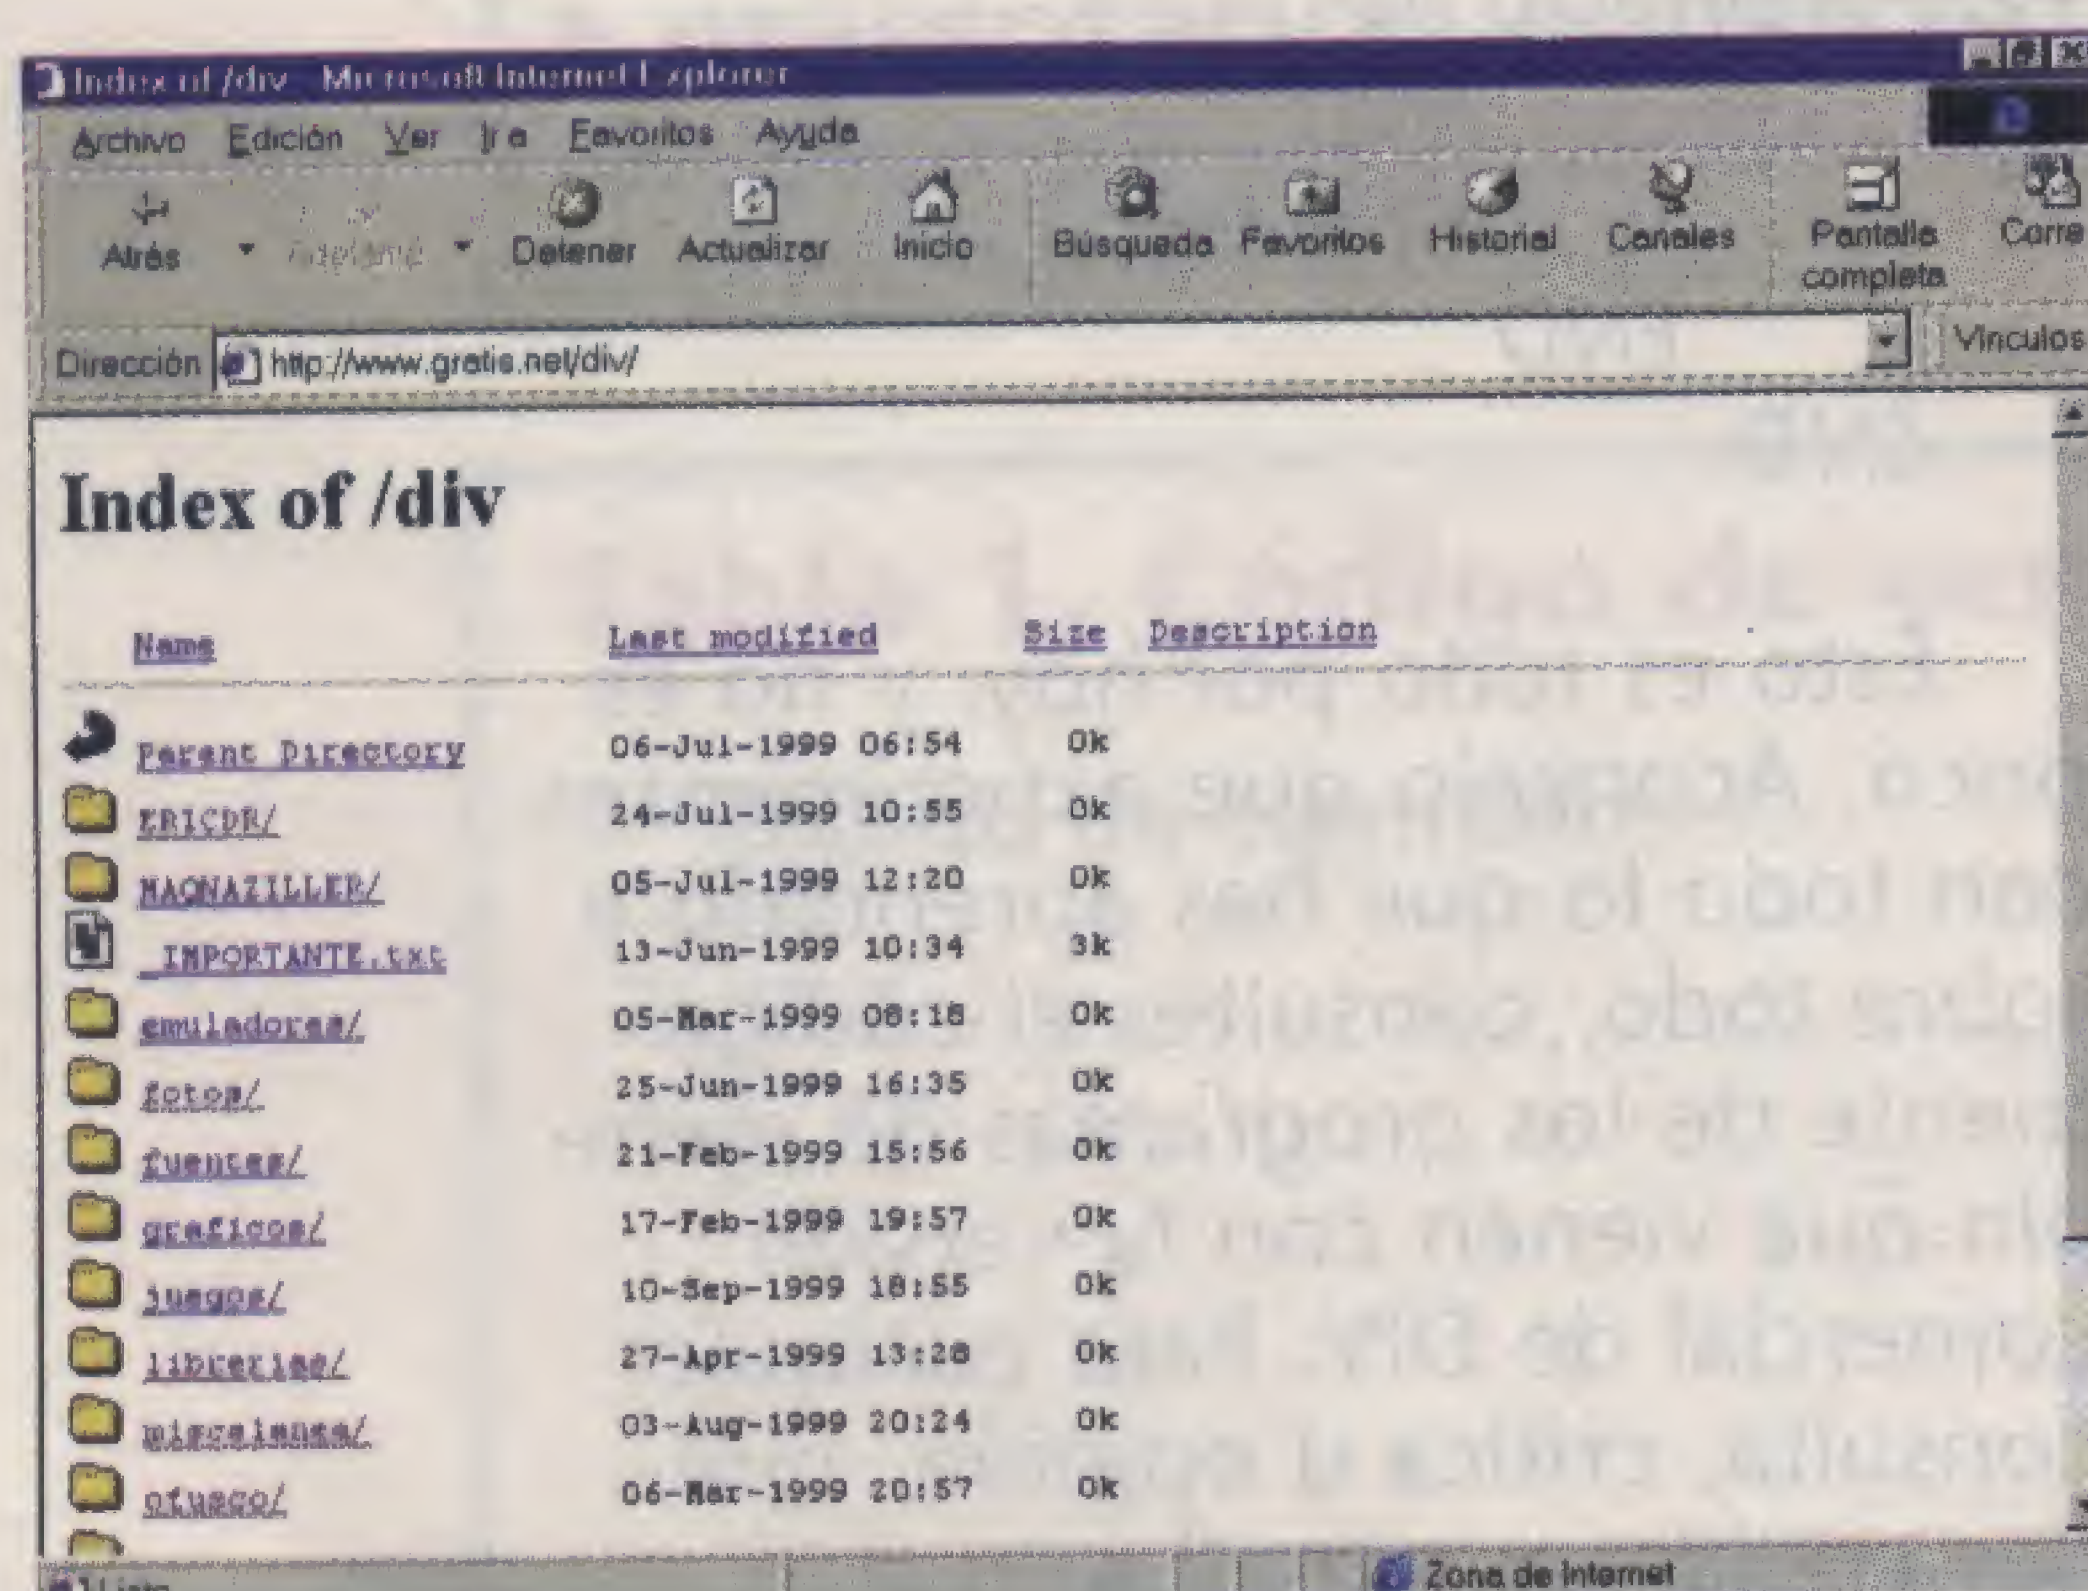 Index of /div - Microsoft Internet Explorer
Archivo Edición Ver Ir a Favoritos Ayuda
Atrás Adelante Detener Actualizar Inicio Búsqueda Favoritos Historial Canales Pantalla completa Corre
Dirección http://www.gratis.net/div/ Vínculos
Index of /div
Name Last modified Size Description
Parent Directory 06-Jul-1999 06:54 0k
ERICDR/ 24-Jul-1999 10:55 0k
MAQNAZILLER/ 05-Jul-1999 12:20 0k
_IMPORTANTE.txt 13-Jun-1999 10:34 3k
emuladores/ 05-Mar-1999 08:18 0k
fotos/ 25-Jun-1999 16:35 0k
fuentes/ 21-Feb-1999 15:56 0k
graficos/ 17-Feb-1999 19:57 0k
juegos/ 10-Sep-1999 18:55 0k
librerias/ 27-Apr-1999 13:28 0k
miscelanea/ 03-Aug-1999 20:24 0k
ofusco/ 06-Mar-1999 20:57 0k
Listo Zona de Internet